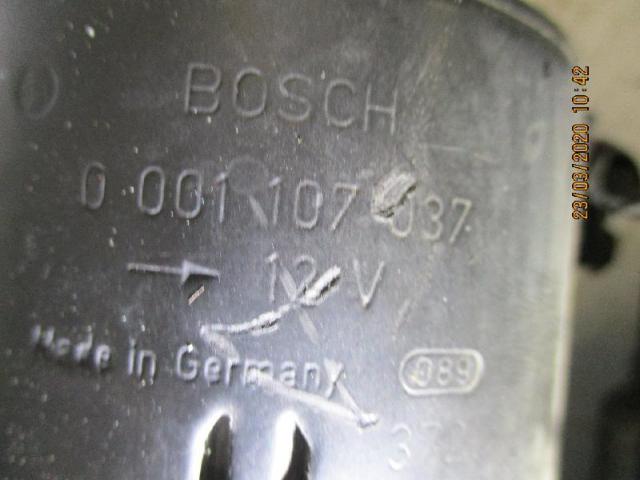 BOSCH
0 001 107 037
12 V
Made in Germany
089
23/03/2020 10:42